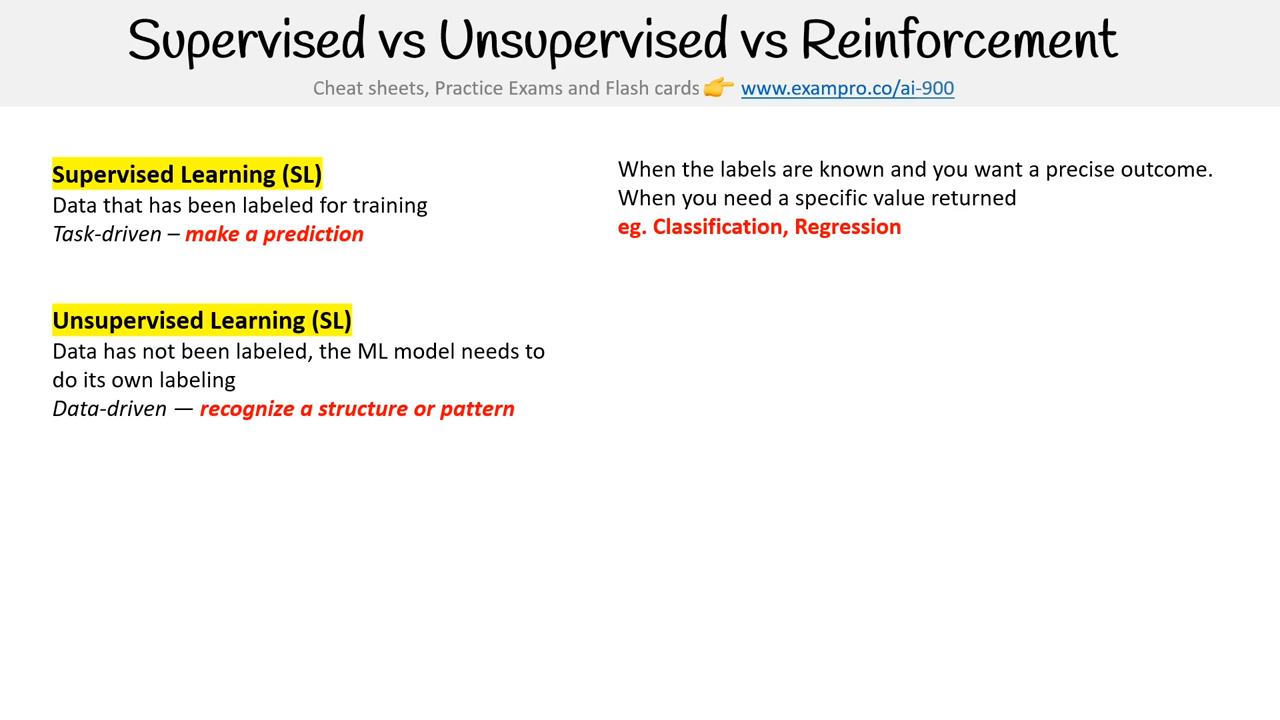 Supervised vs Unsupervised vs Reinforcement
Cheat sheets, Practice Exams and Flash cards 👉 www.exampro.co/ai-900
Supervised Learning (SL)
Data that has been labeled for training
Task-driven – make a prediction
When the labels are known and you want a precise outcome.
When you need a specific value returned
eg. Classification, Regression
Unsupervised Learning (SL)
Data has not been labeled, the ML model needs to
do its own labeling
Data-driven — recognize a structure or pattern